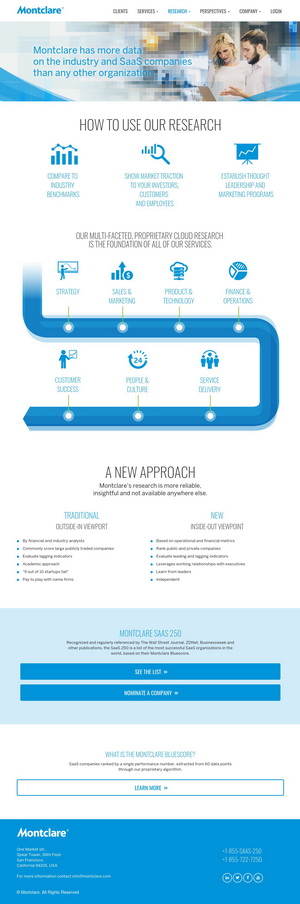 Montclare
CLIENTS SERVICES RESEARCH PERSPECTIVES COMPANY LOGIN
Montclare has more data
on the industry and SaaS companies
than any other organization
HOW TO USE OUR RESEARCH
COMPARE TO
INDUSTRY
BENCHMARKS
SHOW MARKET TRACTION
TO YOUR INVESTORS,
CUSTOMERS
AND EMPLOYEES
ESTABLISH THOUGHT
LEADERSHIP AND
MARKETING PROGRAMS
OUR MULTI-FACETED, PROPRIETARY CLOUD RESEARCH
IS THE FOUNDATION OF ALL OF OUR SERVICES.
STRATEGY
SALES &
MARKETING
PRODUCT &
TECHNOLOGY
FINANCE &
OPERATIONS
CUSTOMER
SUCCESS
24
PEOPLE &
CULTURE
SERVICE
DELIVERY
A NEW APPROACH
Montclare's research is more reliable,
insightful and not available anywhere else.
TRADITIONAL
OUTSIDE-IN VIEWPORT
By financial and industry analysts
Commonly score large publicly traded companies
Evaluate lagging indicators
Academic approach
"9 out of 10 startups fail"
Pay to play with name firms
NEW
INSIDE-OUT VIEWPOINT
Based on operational and financial metrics
Rank public and private companies
Evaluate leading and lagging indicators
Leverages working relationships with executives
Learn from leaders
Independent
MONTCLARE SAAS 250
Recognized and regularly referenced by The Wall Street Journal, ZDNet, Businessweek and
other publications, the SaaS 250 is a list of the most successful SaaS organizations in the
world, based on their Montclare Bluescore.
SEE THE LIST »
NOMINATE A COMPANY »
WHAT IS THE MONTCLARE BLUESCORE?
SaaS companies ranked by a single performance number, extracted from 60 data points
through our proprietary algorithm.
LEARN MORE »
Montclare
One Market str.,
Spear Tower, 36th Floor
San Francisco,
California 94105, USA
For more information contact info@montclare.com
+1-855-SAAS-250
+1-855-722-7250
© Montclare. All Rights Reserved